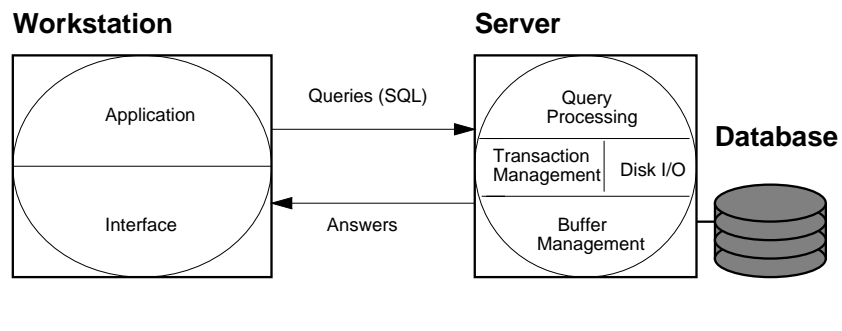 Workstation
Server
Application
Interface
Queries (SQL)
Answers
Query
Processing
Transaction
Management
Disk I/O
Buffer
Management
Database